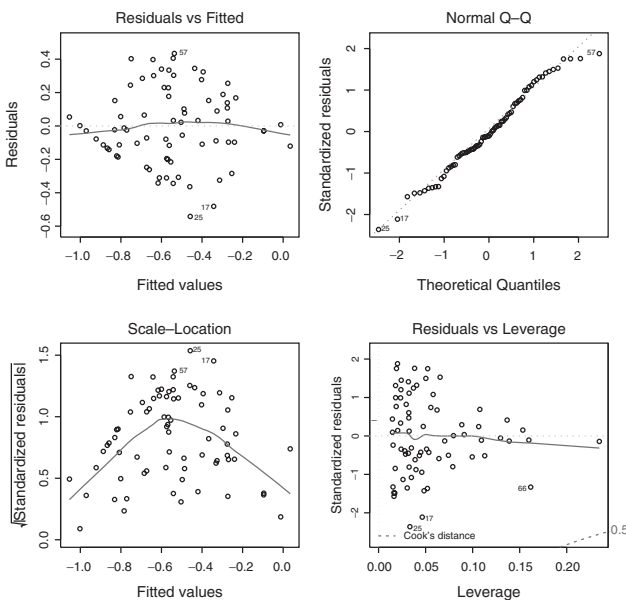 Residuals vs Fitted
Residuals
0.4
0.2
0.0
−0.2
−0.4
−0.6
57
17
25
−1.0 −0.8 −0.6 −0.4 −0.2 0.0
Fitted values
Normal Q–Q
Standardized residuals
2
1
0
−1
−2
57
17
25
−2 −1 0 1 2
Theoretical Quantiles
Scale–Location
√|Standardized residuals|
1.5
1.0
0.5
0.0
25
17
57
−1.0 −0.8 −0.6 −0.4 −0.2 0.0
Fitted values
Residuals vs Leverage
Standardized residuals
2
1
0
−1
−2
66
17
25
Cook's distance
0.5
0.00 0.05 0.10 0.15 0.20
Leverage